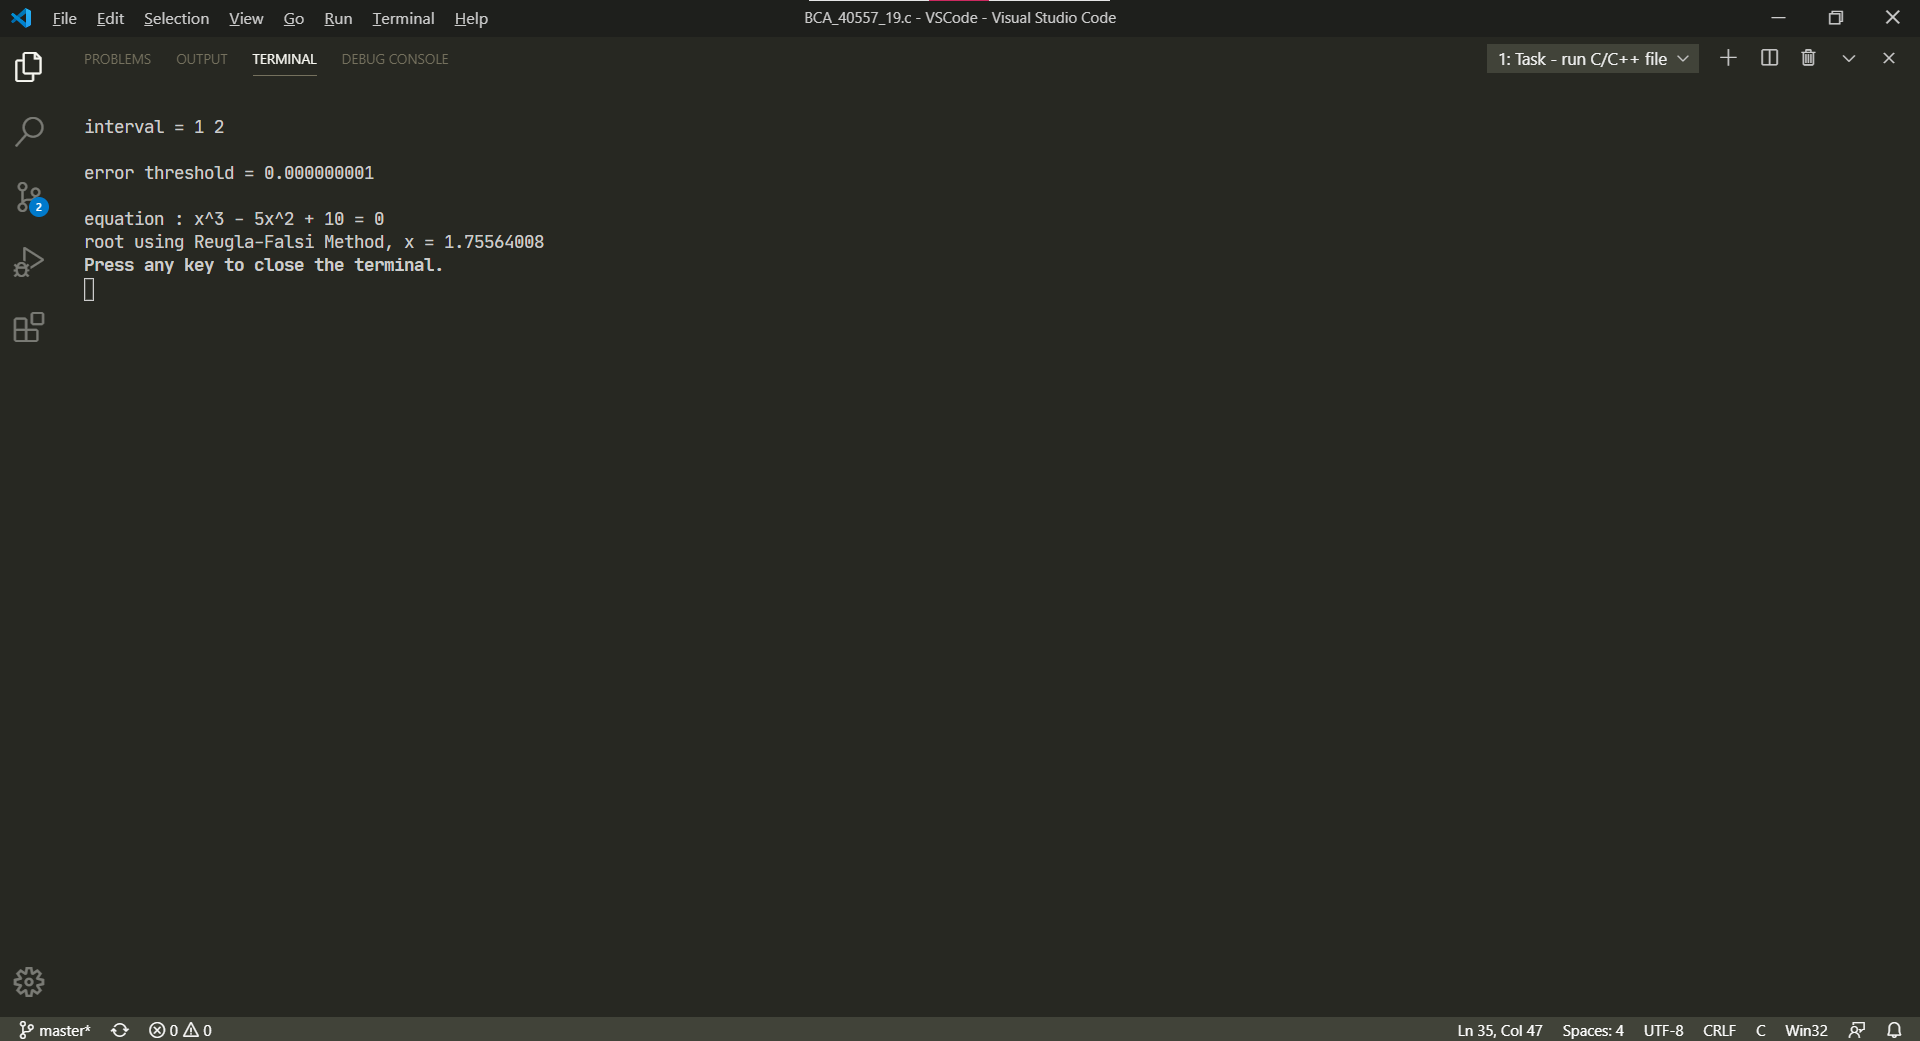 File Edit Selection View Go Run Terminal Help
BCA_40557_19.c - VSCode - Visual Studio Code
PROBLEMS OUTPUT TERMINAL DEBUG CONSOLE
1: Task - run C/C++ file
interval = 1 2
error threshold = 0.000000001
equation : x^3 - 5x^2 + 10 = 0
root using Reugla-Falsi Method, x = 1.75564008
Press any key to close the terminal.
2
master* 0 0
Ln 35, Col 47 Spaces: 4 UTF-8 CRLF C Win32